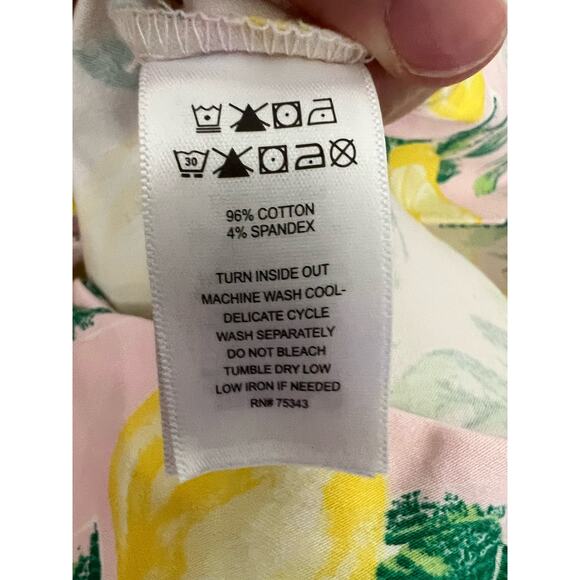 30
96% COTTON
4% SPANDEX
TURN INSIDE OUT
MACHINE WASH COOL-
DELICATE CYCLE
WASH SEPARATELY
DO NOT BLEACH
TUMBLE DRY LOW
LOW IRON IF NEEDED
RN# 75343